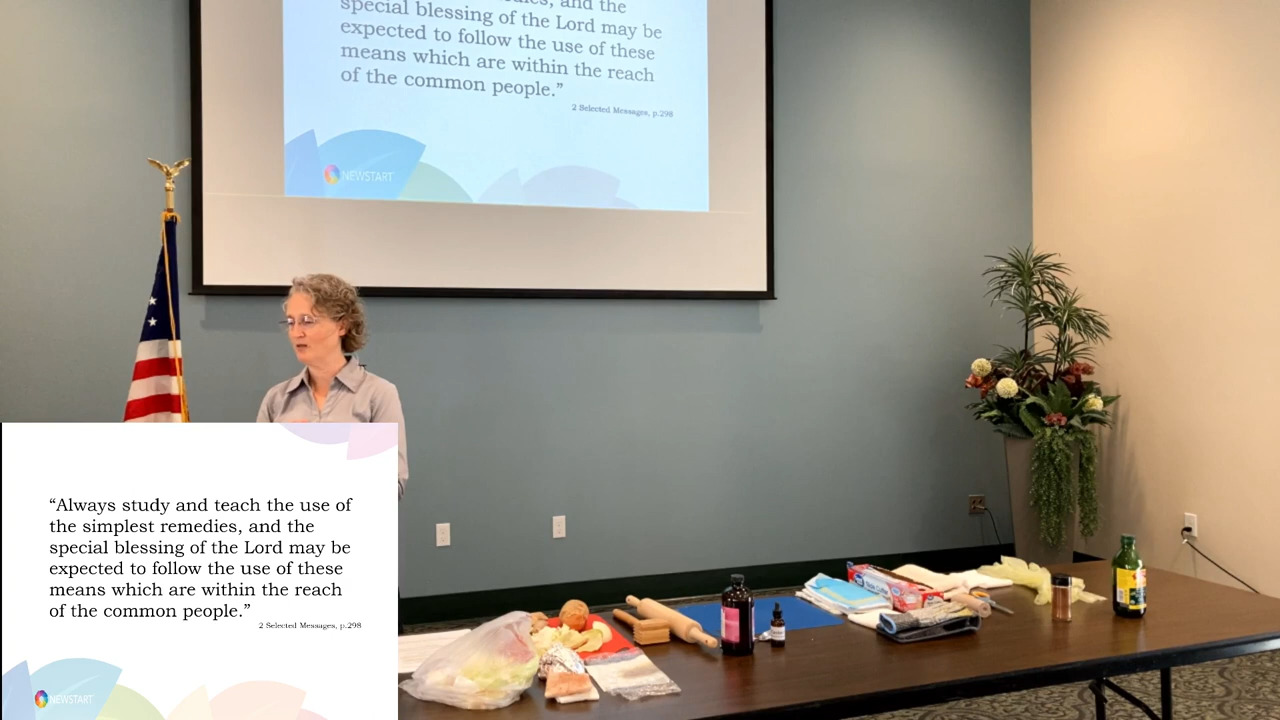 special blessing of the Lord may be
expected to follow the use of these
means which are within the reach
of the common people.”
2 Selected Messages, p.298
NEWSTART
“Always study and teach the use of
the simplest remedies, and the
special blessing of the Lord may be
expected to follow the use of these
means which are within the reach
of the common people.”
2 Selected Messages, p.298
NEWSTART